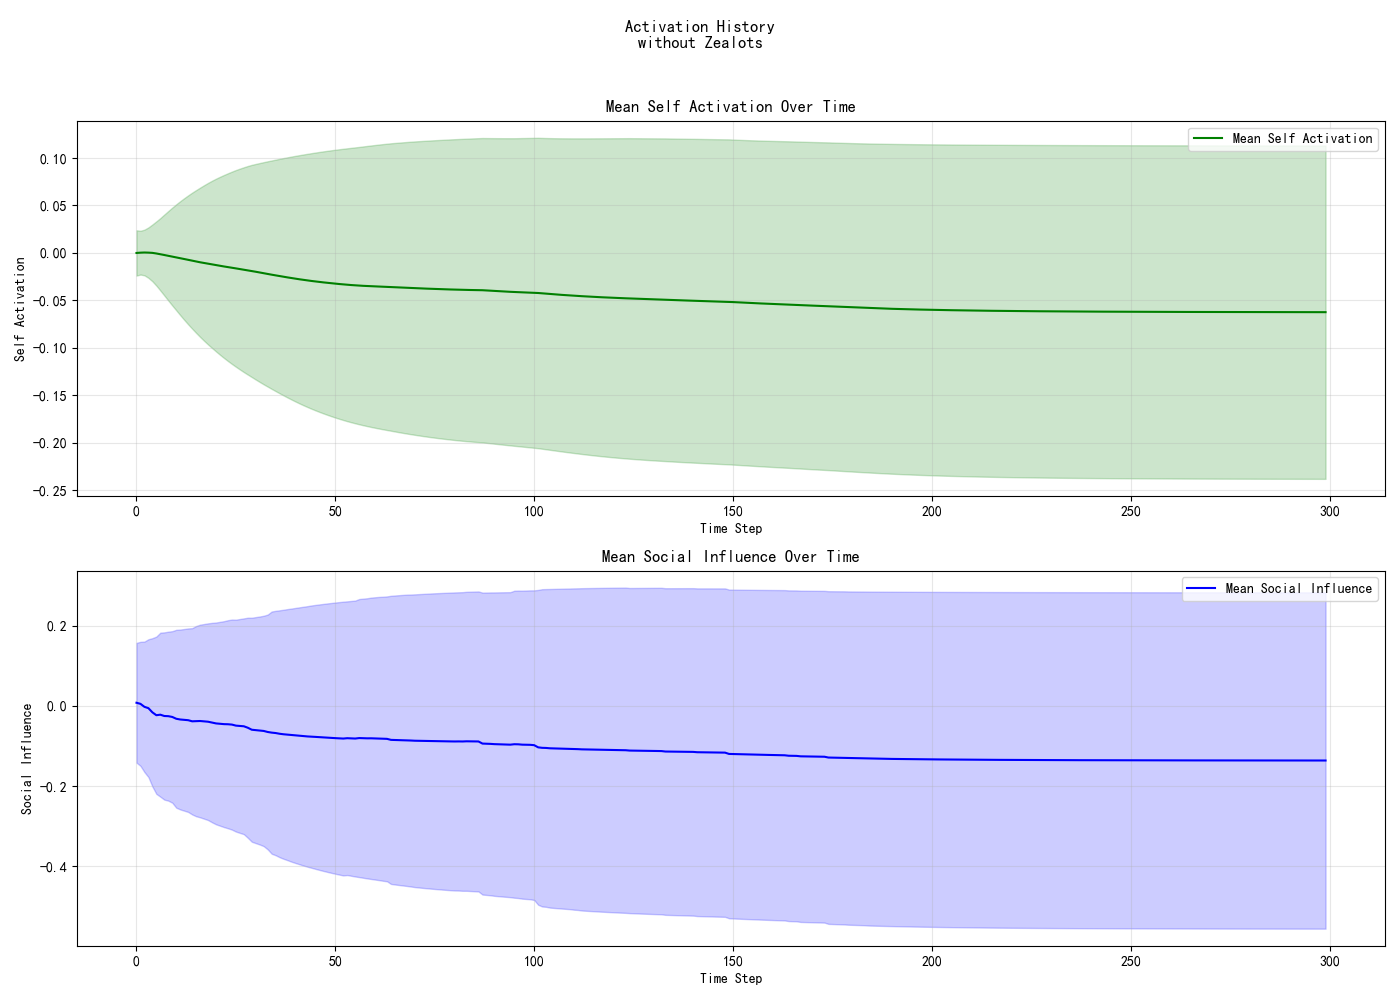 Activation History
without Zealots
Mean Self Activation Over Time
Mean Self Activation
0.10
0.05
0.00
-0.05
-0.10
-0.15
-0.20
-0.25
Self Activation
0 50 100 150 200 250 300
Time Step
Mean Social Influence Over Time
Mean Social Influence
0.2
0.0
-0.2
-0.4
Social Influence
0 50 100 150 200 250 300
Time Step